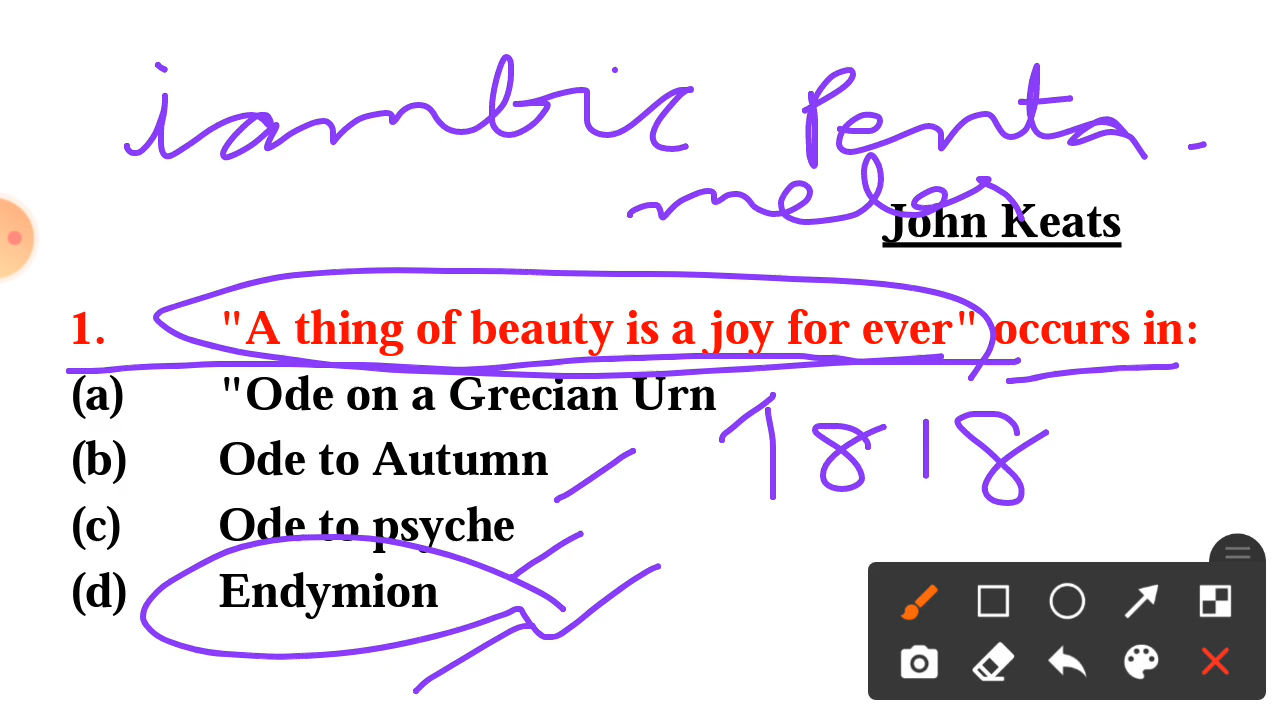 iambic Penta -
meter
John Keats
1. "A thing of beauty is a joy for ever" occurs in:
(a) "Ode on a Grecian Urn
(b) Ode to Autumn
1818
(c) Ode to psyche
(d) Endymion